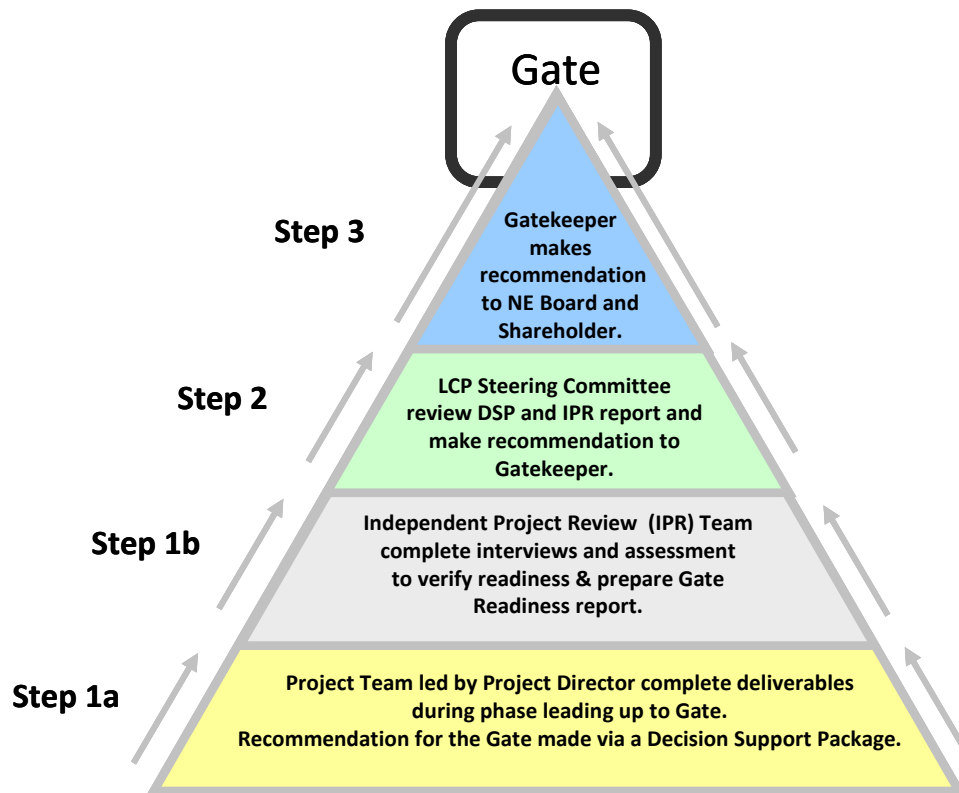 Gate
Step 3
Gatekeeper
makes
recommendation
to NE Board and
Shareholder.
Step 2
LCP Steering Committee
review DSP and IPR report and
make recommendation to
Gatekeeper.
Step 1b
Independent Project Review (IPR) Team
complete interviews and assessment
to verify readiness & prepare Gate
Readiness report.
Step 1a
Project Team led by Project Director complete deliverables
during phase leading up to Gate.
Recommendation for the Gate made via a Decision Support Package.